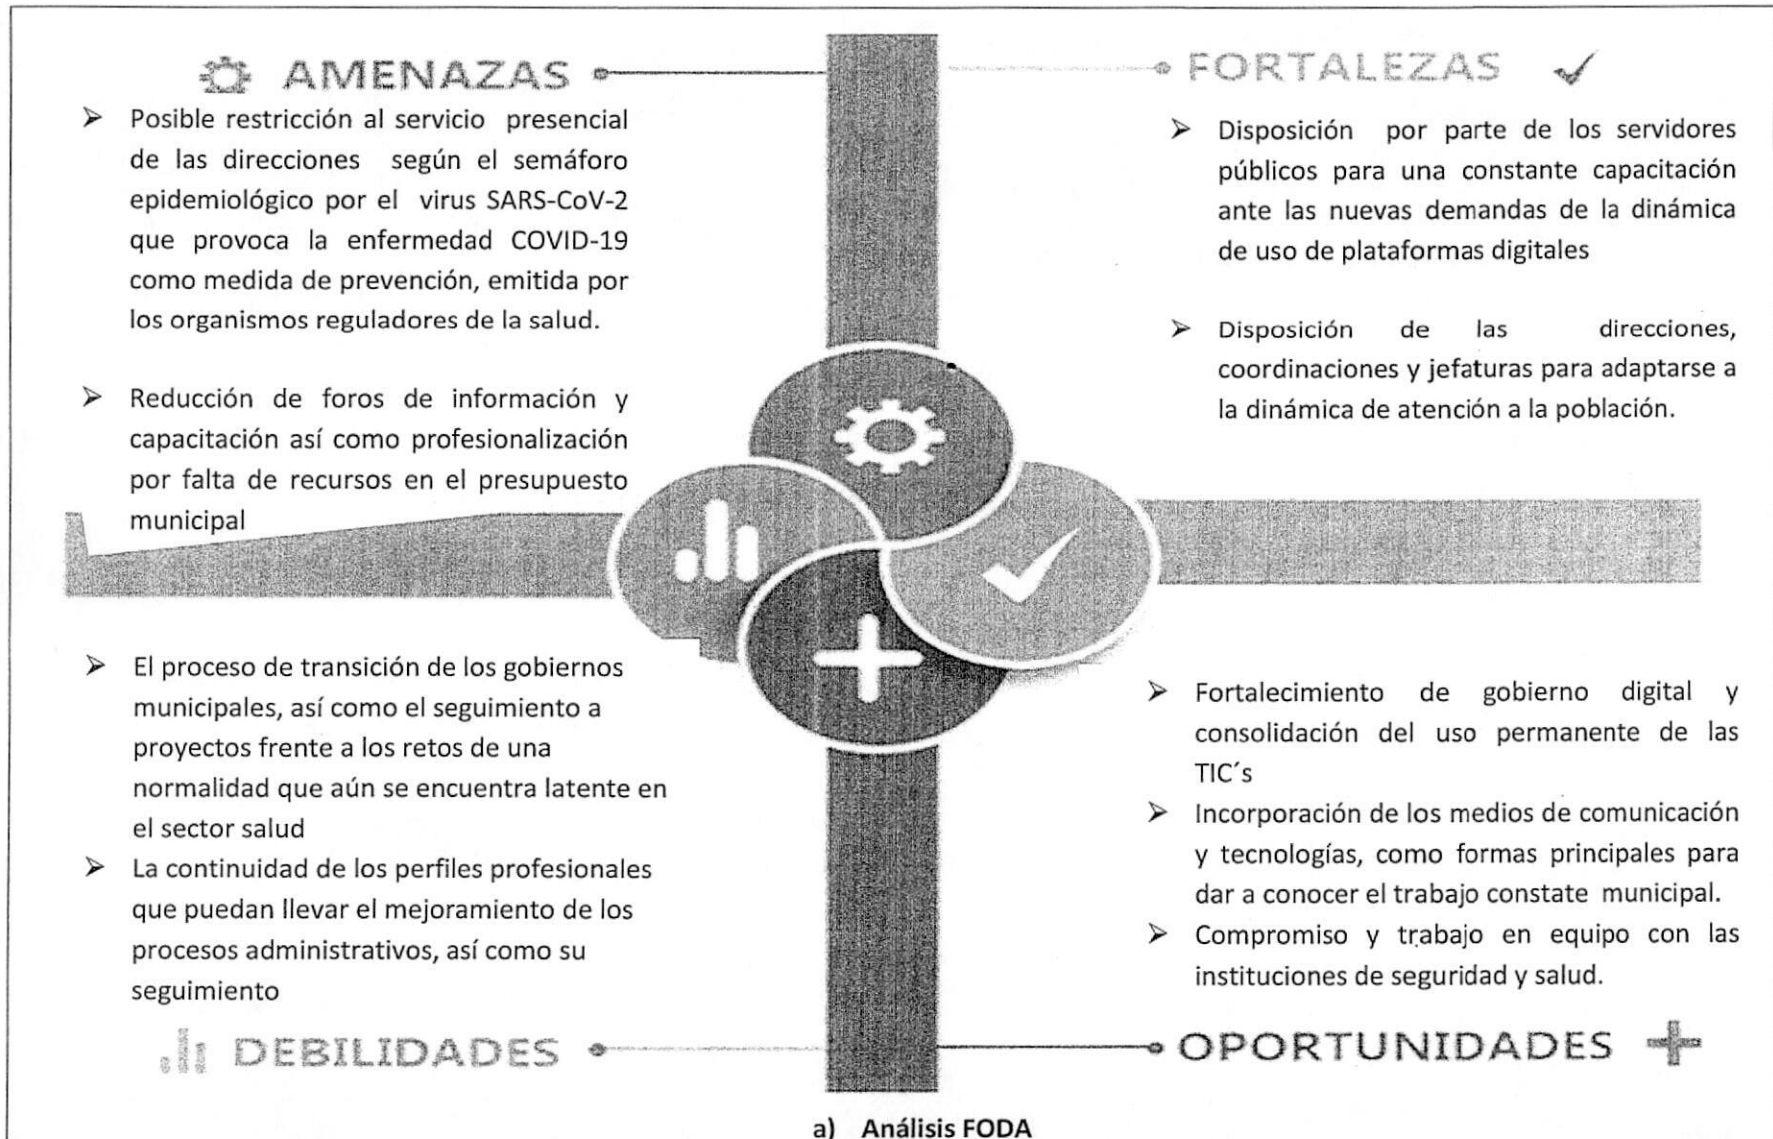 AMENAZAS
Posible restricción al servicio presencial
de las direcciones según el semáforo
epidemiológico por el virus SARS-CoV-2
que provoca la enfermedad COVID-19
como medida de prevención, emitida por
los organismos reguladores de la salud.
Reducción de foros de información y
capacitación así como profesionalización
por falta de recursos en el presupuesto
municipal
FORTALEZAS
Disposición por parte de los servidores
públicos para una constante capacitación
ante las nuevas demandas de la dinámica
de uso de plataformas digitales
Disposición de las direcciones,
coordinaciones y jefaturas para adaptarse a
la dinámica de atención a la población.
El proceso de transición de los gobiernos
municipales, así como el seguimiento a
proyectos frente a los retos de una
normalidad que aún se encuentra latente en
el sector salud
La continuidad de los perfiles profesionales
que puedan llevar el mejoramiento de los
procesos administrativos, así como su
seguimiento
DEBILIDADES
Fortalecimiento de gobierno digital y
consolidación del uso permanente de las
TIC´s
Incorporación de los medios de comunicación
y tecnologías, como formas principales para
dar a conocer el trabajo constate municipal.
Compromiso y trabajo en equipo con las
instituciones de seguridad y salud.
OPORTUNIDADES
a) Análisis FODA